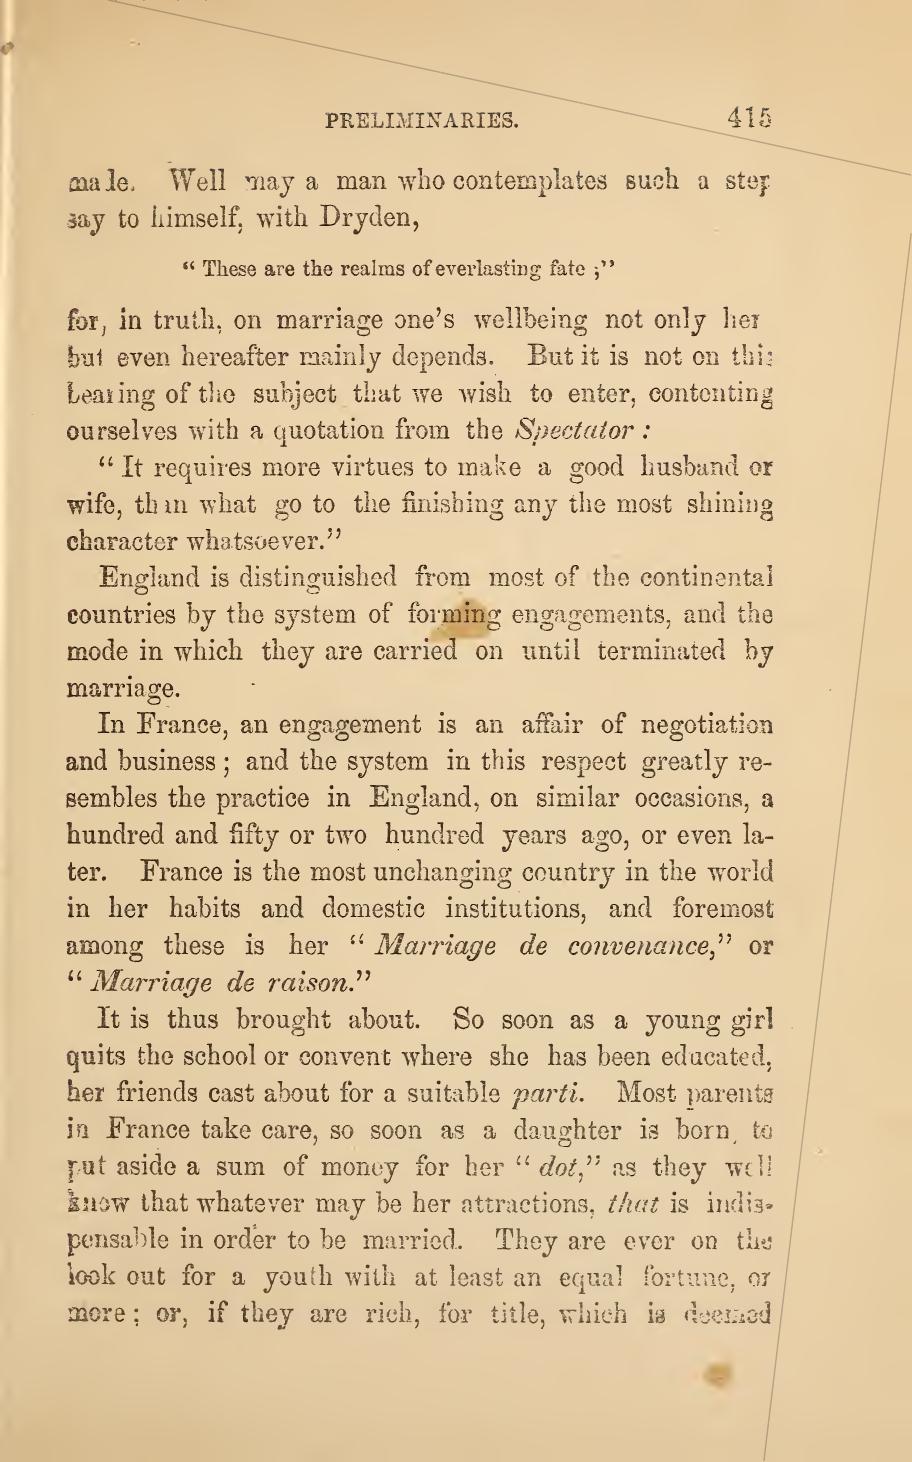 PRELIMINARIES. 415
male. Well may a man who contemplates such a step
say to himself, with Dryden,
“ These are the realms of everlasting fate ;”
for, in truth, on marriage one’s wellbeing not only her
but even hereafter mainly depends. But it is not on this
bearing of the subject that we wish to enter, contenting
ourselves with a quotation from the Spectator :
“ It requires more virtues to make a good husband or
wife, than what go to the finishing any the most shining
character whatsoever.”
England is distinguished from most of the continental
countries by the system of forming engagements, and the
mode in which they are carried on until terminated by
marriage.
In France, an engagement is an affair of negotiation
and business ; and the system in this respect greatly re-
sembles the practice in England, on similar occasions, a
hundred and fifty or two hundred years ago, or even la-
ter. France is the most unchanging country in the world
in her habits and domestic institutions, and foremost
among these is her “ Marriage de convenance,” or
“ Marriage de raison.”
It is thus brought about. So soon as a young girl
quits the school or convent where she has been educated,
her friends cast about for a suitable parti. Most parents
in France take care, so soon as a daughter is born, to
put aside a sum of money for her “ dot,” as they well
know that whatever may be her attractions, that is indis-
pensable in order to be married. They are ever on the
look out for a youth with at least an equal fortune, or
more ; or, if they are rich, for title, which is deemed